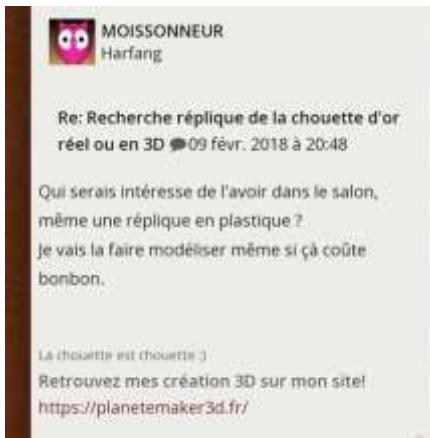 MOISSONNEUR
Harfang
Re: Recherche réplique de la chouette d'or
réel ou en 3D 09 févr. 2018 à 20:48
Qui serais intéresse de l'avoir dans le salon,
même une réplique en plastique ?
Je vais la faire modéliser même si çà coûte
bonbon.
La chouette est chouette :)
Retrouvez mes création 3D sur mon site!
https://planetemaker3d.fr/